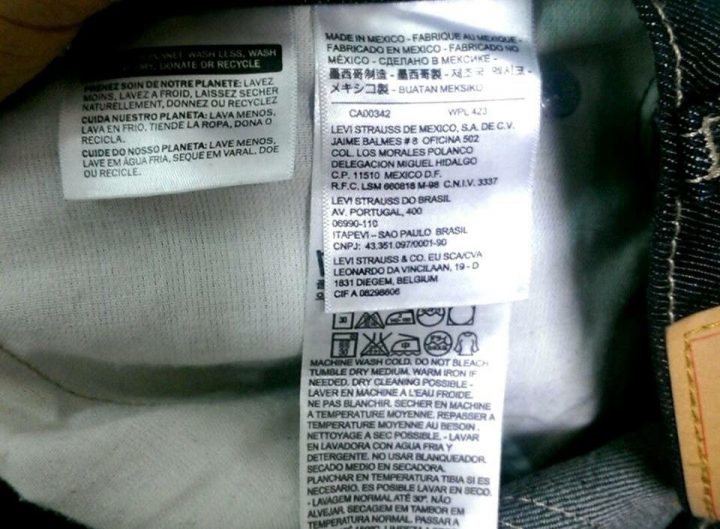 PLANET: WASH LESS, WASH
DRY, DONATE OR RECYCLE
PRENEZ SOIN DE NOTRE PLANETE: LAVEZ
MOINS, LAVEZ A FROID, LAISSEZ SECHER
NATURELLEMENT, DONNEZ OU RECYCLEZ
CUIDA NUESTRO PLANETA: LAVA MENOS,
LAVA EN FRIO, TIENDE LA ROPA, DONA O
RECICLA.
CUIDE DO NOSSO PLANETA: LAVE MENOS,
LAVE EM ÁGUA FRIA, SEQUE EM VARAL, DOE
OU RECICLE.
MADE IN MEXICO - FABRIQUE AU MEXIQUE -
FABRICADO EN MEXICO - FABRICADO NO
MÉXICO - СДЕЛАНО В МЕКСИКЕ -
墨西哥制造 - 墨西哥製 - 제조국 멕시코 -
メキシコ製 - BUATAN MEKSIKO
CA00342 WPL 423
LEVI STRAUSS DE MEXICO, S.A. DE C.V.
JAIME BALMES # 8 OFICINA 502
COL. LOS MORALES POLANCO
DELEGACION MIGUEL HIDALGO
C.P. 11510 MEXICO D.F.
R.F.C. LSM 660818 M-98 C.N.I.V. 3337
LEVI STRAUSS DO BRASIL
AV. PORTUGAL, 400
06990-110
ITAPEVI - SAO PAULO BRASIL
CNPJ: 43.351.097/0001-90
LEVI STRAUSS & CO. EU SCA/CVA
LEONARDO DA VINCILAAN, 19 - D
1831 DIEGEM, BELGIUM
CIF A 08298606
30
MACHINE WASH COLD. DO NOT BLEACH.
TUMBLE DRY MEDIUM. WARM IRON IF
NEEDED. DRY CLEANING POSSIBLE -
LAVER EN MACHINE À L'EAU FROIDE.
NE PAS BLANCHIR. SECHER EN MACHINE
A TEMPERATURE MOYENNE. REPASSER A
TEMPERATURE MOYENNE AU BESOIN.
NETTOYAGE A SEC POSSIBLE. - LAVAR
EN LAVADORA CON AGUA FRIA Y
DETERGENTE. NO USAR BLANQUEADOR.
SECADO MEDIO EN SECADORA.
PLANCHAR EN TEMPERATURA TIBIA SI ES
NECESARIO. ES POSIBLE LAVAR EN SECO.
- LAVAGEM NORMAL ATÉ 30°. NÃO
ALVEJAR. SECAGEM EM TAMBOR EM
TEMPERATURA NORMAL. PASSAR A